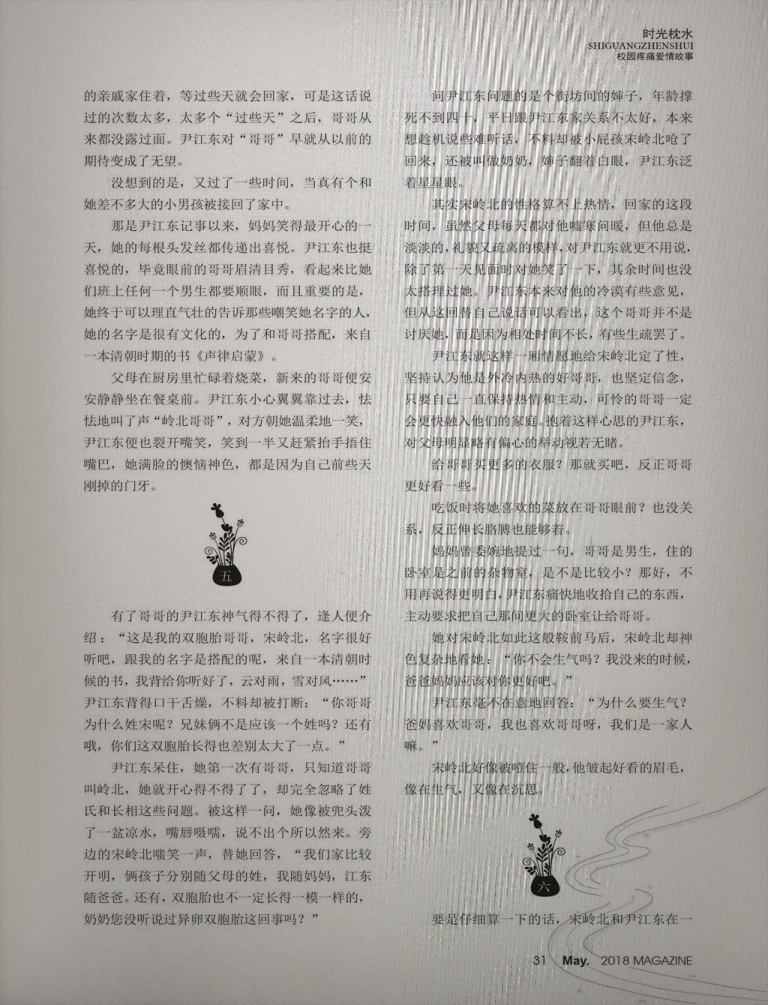 时光枕水
SHIGUANGZHENSHUI
校园疼痛爱情故事
的亲戚家住着，等过些天就会回家，可是这话说
过的次数太多，太多个“过些天”之后，哥哥从
来都没露过面。尹江东对“哥哥”早就从以前的
期待变成了无望。
没想到的是，又过了一些时间，当真有个和
她差不多大的小男孩被接回了家中。
那是尹江东记事以来，妈妈笑得最开心的一
天，她的每根头发丝都传递出喜悦。尹江东也挺
喜悦的，毕竟眼前的哥哥眉清目秀，看起来比她
们班上任何一个男生都要顺眼，而且重要的是，
她终于可以理直气壮的告诉那些嘲笑她名字的人，
她的名字是很有文化的，为了和哥哥搭配，来自
一本清朝时期的书《声律启蒙》。
父母在厨房里忙碌着烧菜，新来的哥哥便安
安静静坐在餐桌前。尹江东小心翼翼靠过去，怯
怯地叫了声“岭北哥哥”，对方朝她温柔地一笑，
尹江东便也裂开嘴笑，笑到一半又赶紧抬手捂住
嘴巴，她满脸的懊恼神色，都是因为自己前些天
刚掉的门牙。
五
有了哥哥的尹江东神气得不得了，逢人便介
绍：“这是我的双胞胎哥哥，宋岭北，名字很好
听吧，跟我的名字是搭配的呢，来自一本清朝时
候的书，我背给你听好了，云对雨，雪对风……”
尹江东背得口干舌燥，不料却被打断：“你哥哥
为什么姓宋呢？兄妹俩不是应该一个姓吗？还有
哦，你们这双胞胎长得也差别太大了一点。”
尹江东呆住，她第一次有哥哥，只知道哥哥
叫岭北，她就开心得不得了了，却完全忽略了姓
氏和长相这些问题。被这样一问，她像被兜头泼
了一盆凉水，嘴唇嗫嚅，说不出个所以然来。旁
边的宋岭北嗤笑一声，替她回答，“我们家比较
开明，俩孩子分别随父母的姓，我随妈妈，江东
随爸爸。还有，双胞胎也不一定长得一模一样的，
奶奶您没听说过异卵双胞胎这回事吗？”
问尹江东问题的是个街坊间的婶子，年龄撑
死不到四十，平日跟尹江东家关系不太好，本来
想趁机说些难听话，不料却被小屁孩宋岭北呛了
回来，还被叫做奶奶，婶子翻着白眼，尹江东泛
着星星眼。
其实宋岭北的性格算不上热情，回家的这段
时间，虽然父母每天都对他嘘寒问暖，但他总是
淡淡的，礼貌又疏离的模样，对尹江东就更不用说，
除了第一天见面时对她笑了一下，其余时间也没
太搭理过她。尹江东本来对他的冷漠有些意见，
但从这回替自己说话可以看出，这个哥哥并不是
讨厌她，而是因为相处时间不长，有些生疏罢了。
尹江东就这样一厢情愿地给宋岭北定了性，
坚持认为他是外冷内热的好哥哥，也坚定信念，
只要自己一直保持热情和主动，可怜的哥哥一定
会更快融入他们的家庭。抱着这样心思的尹江东，
对父母明显略有偏心的举动视若无睹。
给哥哥买更多的衣服？那就买吧，反正哥哥
更好看一些。
吃饭时将她喜欢的菜放在哥哥眼前？也没关
系，反正伸长胳膊也能够着。
妈妈曾委婉地提过一句，哥哥是男生，住的
卧室是之前的杂物室，是不是比较小？那好，不
用再说得更明白，尹江东痛快地收拾自己的东西，
主动要求把自己那间更大的卧室让给哥哥。
她对宋岭北如此这般鞍前马后，宋岭北却神
色复杂地看她：“你不会生气吗？我没来的时候，
爸爸妈妈应该对你更好吧。”
尹江东毫不在意地回答：“为什么要生气？
爸妈喜欢哥哥，我也喜欢哥哥呀，我们是一家人
嘛。”
宋岭北好像被噎住一般，他皱起好看的眉毛，
像在生气，又像在沉思。
六
要是仔细算一下的话，宋岭北和尹江东在一
31 May. 2018 MAGAZINE